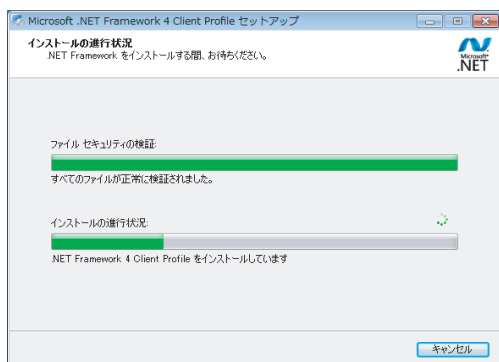 Microsoft .NET Framework 4 Client Profile セットアップ
インストールの進行状況
.NET Framework をインストールする間、お待ちください。
Microsoft
.NET
ファイル セキュリティの検証:
すべてのファイルが正常に検証されました。
インストールの進行状況:
.NET Framework 4 Client Profile をインストールしています
キャンセル